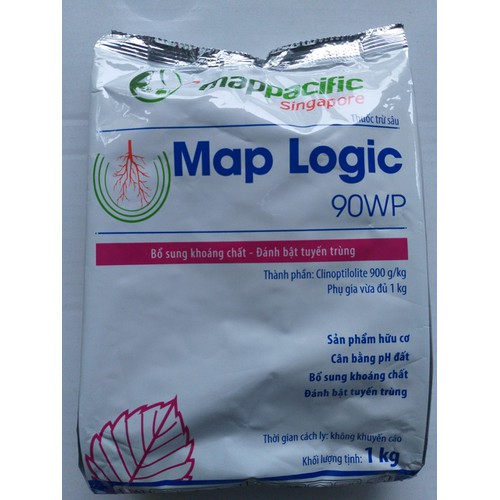 mappacific
Singapore
Thuốc trừ sâu
Map Logic
90WP
Bổ sung khoáng chất - Đánh bật tuyến trùng
Thành phần: Clinoptilolite 900 g/kg
Phụ gia vừa đủ 1 kg
Sản phẩm hữu cơ
Cân bằng pH đất
Bổ sung khoáng chất
Đánh bật tuyến trùng
Thời gian cách ly: không khuyến cáo
Khối lượng tịnh: 1 kg